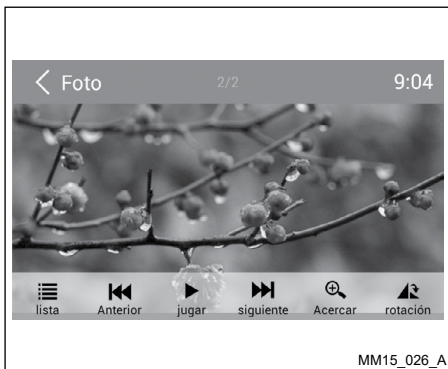 Foto 2/2 9:04
lista Anterior jugar siguiente Acercar rotación
MM15_026_A